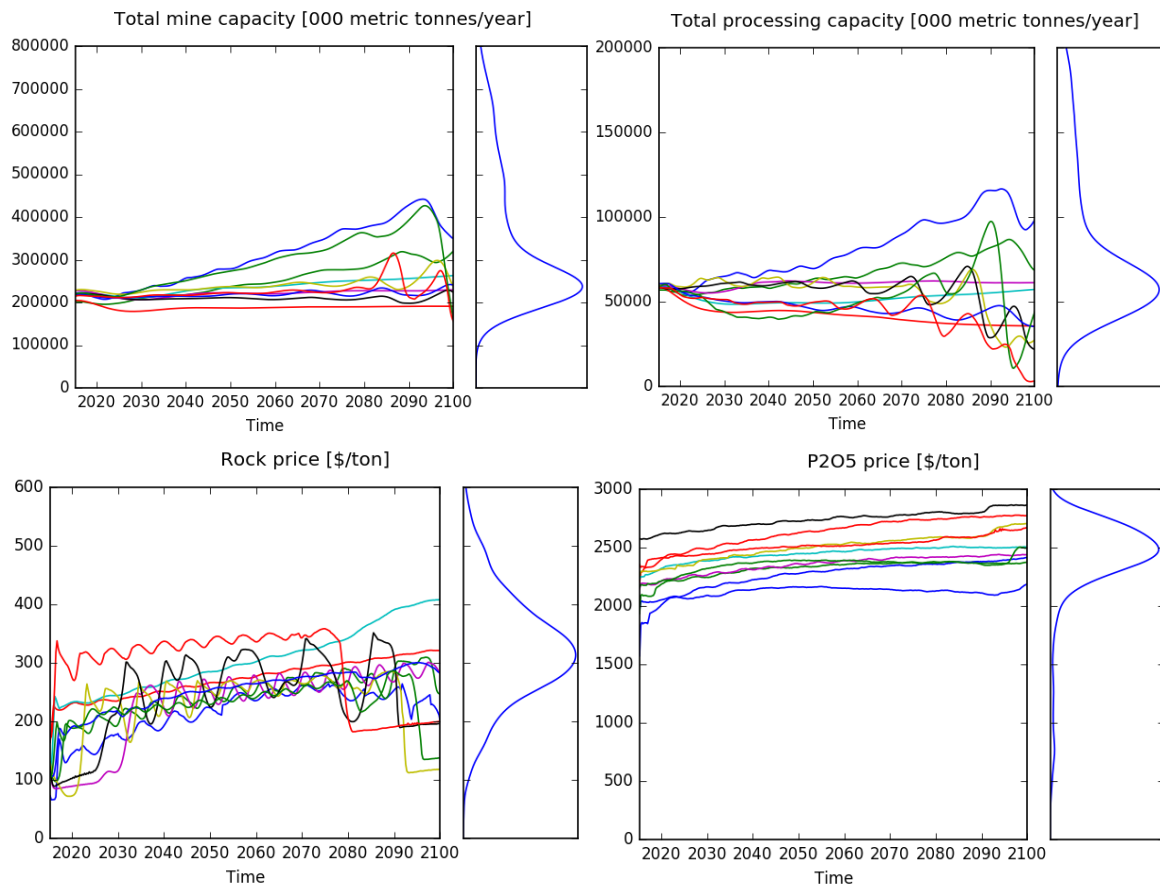 Total mine capacity [000 metric tonnes/year]
800000
700000
600000
500000
400000
300000
200000
100000
0
2020 2030 2040 2050 2060 2070 2080 2090 2100
Time
Total processing capacity [000 metric tonnes/year]
200000
150000
100000
50000
0
2020 2030 2040 2050 2060 2070 2080 2090 2100
Time
Rock price [$/ton]
600
500
400
300
200
100
0
2020 2030 2040 2050 2060 2070 2080 2090 2100
Time
P2O5 price [$/ton]
3000
2500
2000
1500
1000
500
0
2020 2030 2040 2050 2060 2070 2080 2090 2100
Time